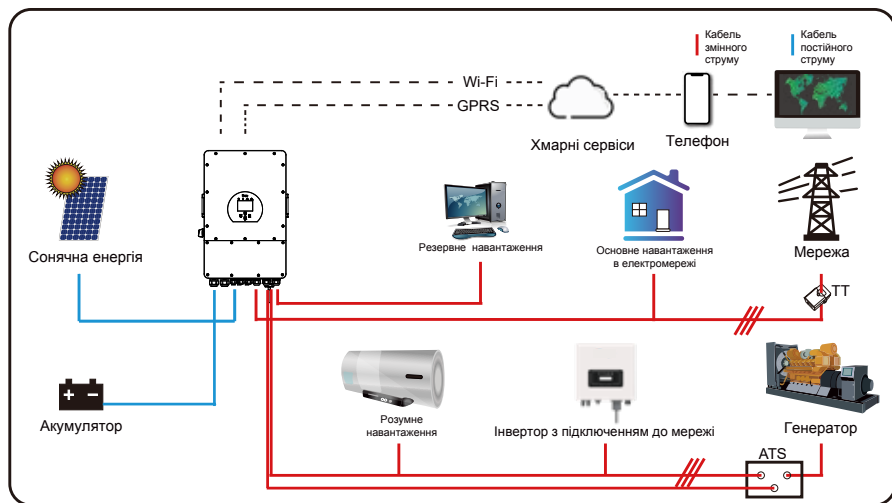 Кабель
змінного
струму
Кабель
постійного
струму
Wi-Fi
GPRS
Хмарні сервіси
Телефон
Сонячна енергія
Резервне навантаження
Основне навантаження
в електромережі
Мережа
ТТ
Акумулятор
Розумне
навантаження
Інвертор з підключенням до мережі
Генератор
ATS